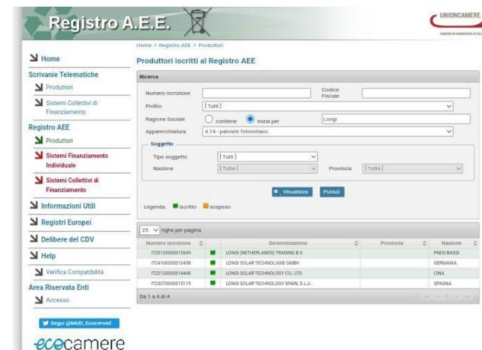 Registro A.E.E.
UNIONCAMERE
Home > Registro AEE > Produttori
Home
Scrivanie Telematiche
Produttori
Sistemi Collettivi di
Finanziamento
Registro AEE
Produttori
Sistemi Finanziamento
Individuale
Sistemi Collettivi di
Finanziamento
Informazioni Utili
Registri Europei
Delibere del CDV
Help
Verifica Compatibilità
Area Riservata Enti
Accesso
Segui @MUD_Ecocerved
ecocamere
Produttori iscritti al Registro AEE
Ricerca
Numero iscrizione
Codice
Fiscale
Profilo
[Tutti]
Ragione Sociale
contiene
inizia per
Longi
Apparecchiatura
4.14 - pannelli fotovoltaici
Soggetto
Tipo soggetto
[Tutti]
Nazione
[Tutte]
Provincia
[Tutte]
Visualizza
Pulisci
Legenda:
iscritto
sospeso
25
righe per pagina
Numero iscrizione
Denominazione
Provincia
Nazione
LONGI (NETHERLANDS) TRADING B.V.
PAESI BASSI
LONGI SOLAR TECHNOLOGIE GMBH
GERMANIA
LONGI SOLAR TECHNOLOGY CO., LTD.
CINA
LONGI SOLAR TECHNOLOGY SPAIN, S.L.U.
SPAGNA
Da 1 a 4 di 4